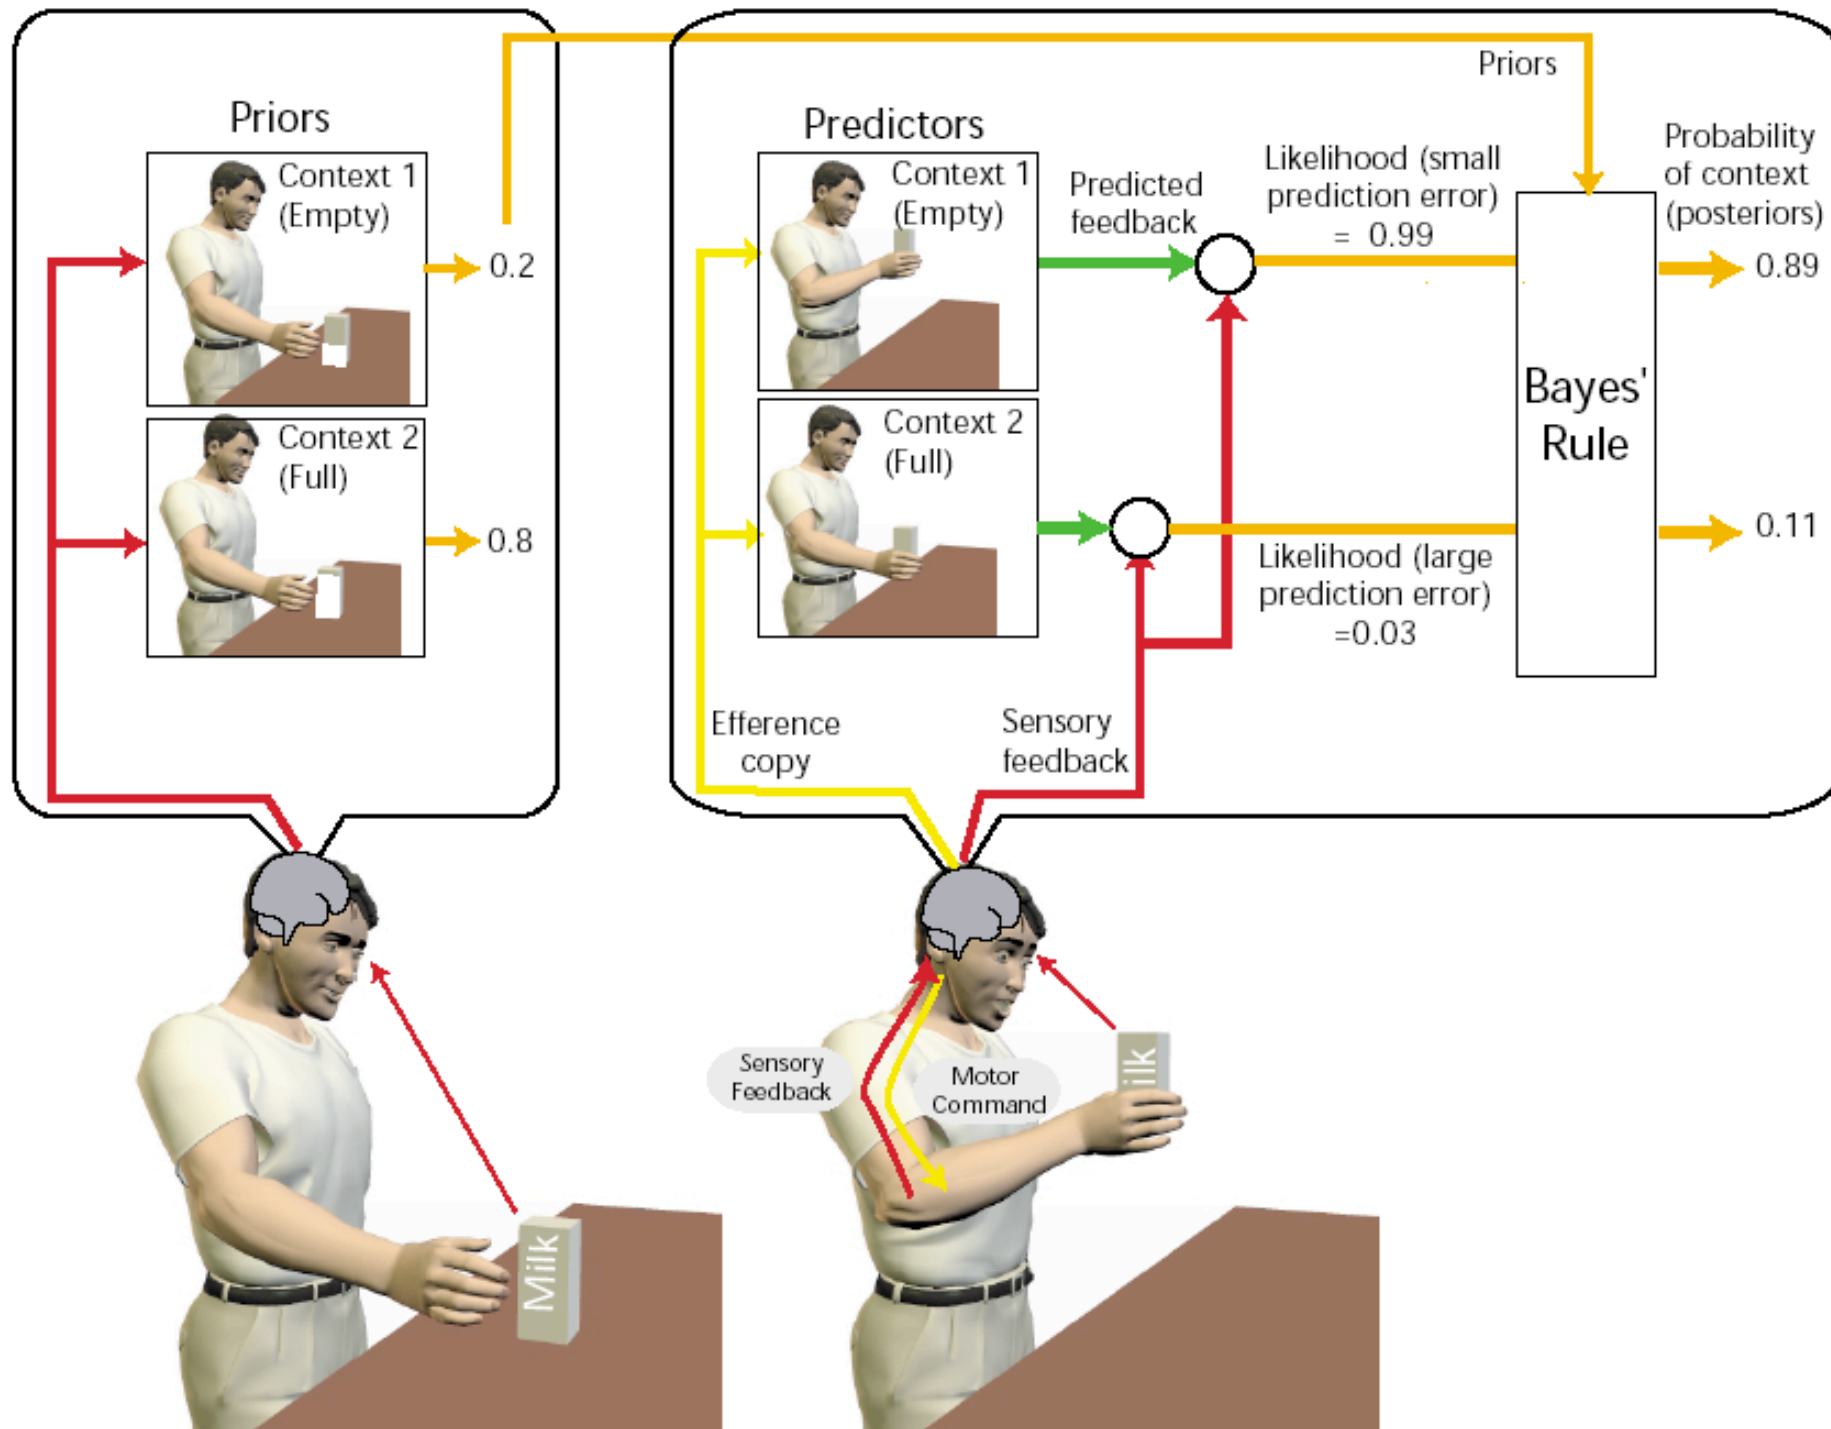 Priors
Context 1
(Empty)
0.2
Context 2
(Full)
0.8
Priors
Predictors
Context 1
(Empty)
Predicted
feedback
Likelihood (small
prediction error)
= 0.99
Probability
of context
(posteriors)
0.89
Context 2
(Full)
Bayes'
Rule
Likelihood (large
prediction error)
=0.03
0.11
Efference
copy
Sensory
feedback
Milk
Sensory
Feedback
Motor
Command
ilk